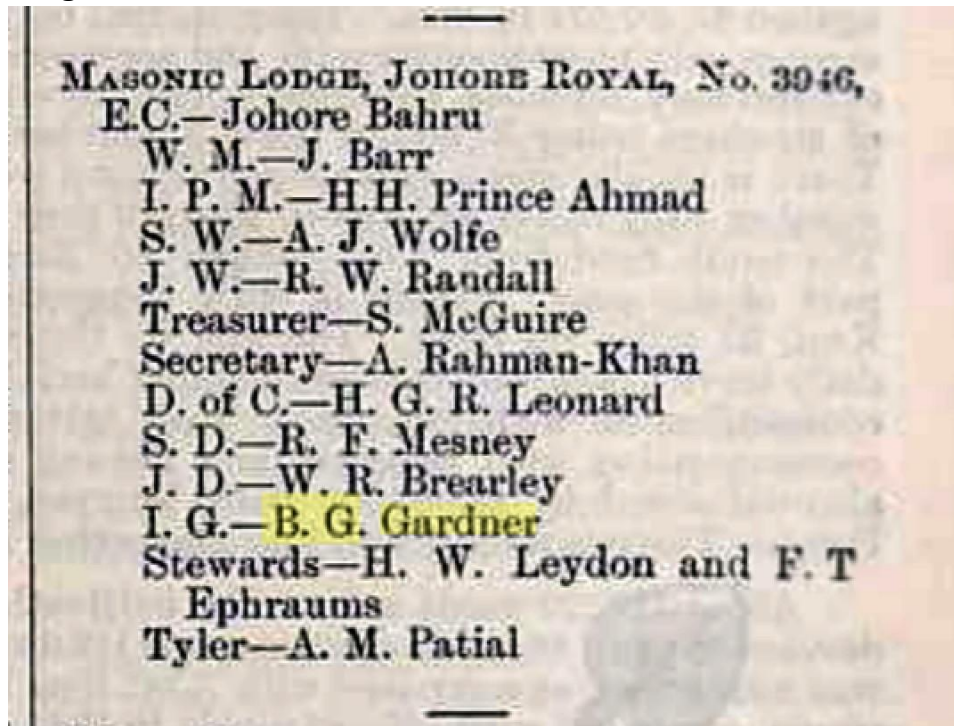 MASONIC LODGE, JOHORE ROYAL, No. 3946,
E.C.—Johore Bahru
W. M.—J. Barr
I. P. M.—H.H. Prince Ahmad
S. W.—A. J. Wolfe
J. W.—R. W. Randall
Treasurer—S. McGuire
Secretary—A. Rahman-Khan
D. of C.—H. G. R. Leonard
S. D.—R. F. Mesney
J. D.—W. R. Brearley
I. G.—B. G. Gardner
Stewards—H. W. Leydon and F. T
Ephraums
Tyler—A. M. Patial